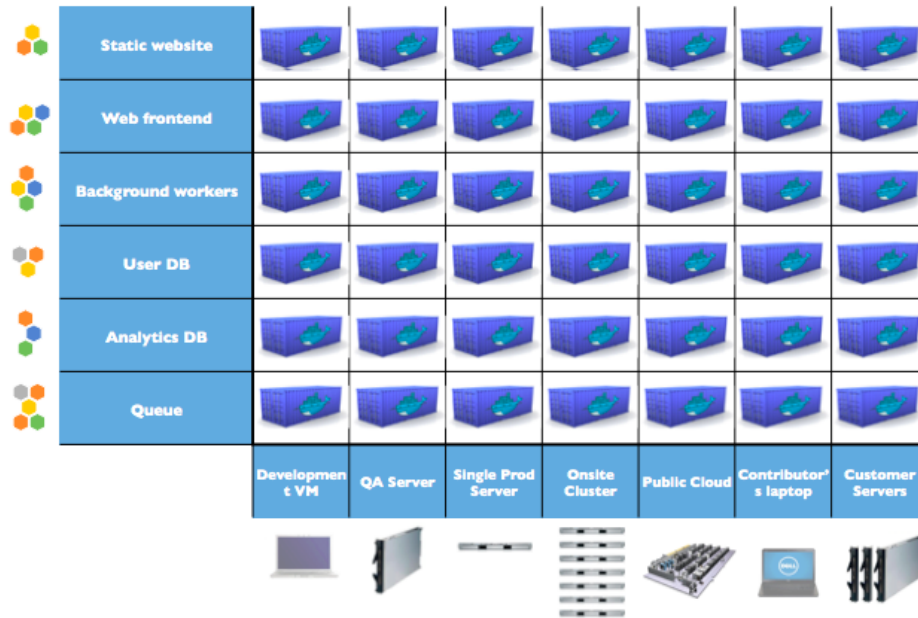 Static website
Web frontend
Background workers
User DB
Analytics DB
Queue
Developmen
t VM
QA Server
Single Prod
Server
Onsite
Cluster
Public Cloud
Contributor's
s laptop
Customer
Servers
DELL